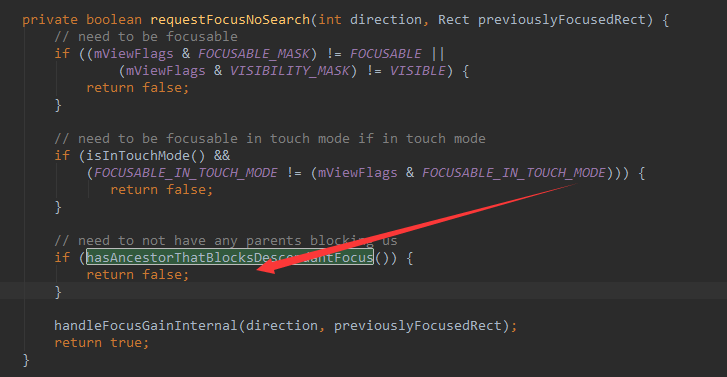 private boolean requestFocusNoSearch(int direction, Rect previouslyFocusedRect) {
// need to be focusable
if ((mViewFlags & FOCUSABLE_MASK) != FOCUSABLE ||
(mViewFlags & VISIBILITY_MASK) != VISIBLE) {
return false;
}
// need to be focusable in touch mode if in touch mode
if (isInTouchMode() &&
(FOCUSABLE_IN_TOUCH_MODE != (mViewFlags & FOCUSABLE_IN_TOUCH_MODE))) {
return false;
}
// need to not have any parents blocking us
if (hasAncestorThatBlocksDescendantFocus()) {
return false;
}
handleFocusGainInternal(direction, previouslyFocusedRect);
return true;
}